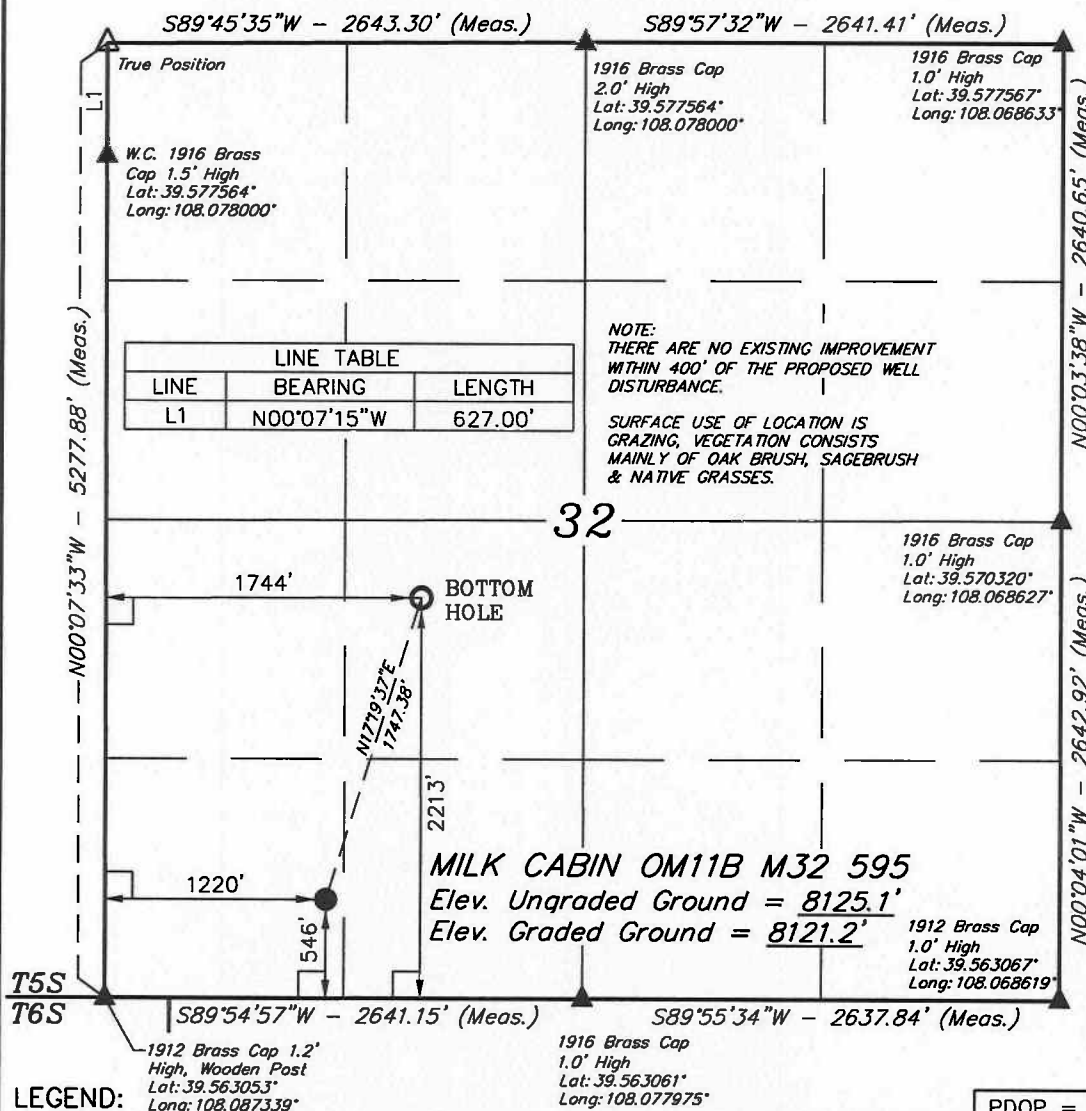 S89°45'35"W - 2643.30' (Meas.)
S89°57'32"W - 2641.41' (Meas.)
True Position
L1
1916 Brass Cap
2.0' High
Lat: 39.577564°
Long: 108.078000°
1916 Brass Cap
1.0' High
Lat: 39.577567°
Long: 108.068633°
W.C. 1916 Brass
Cap 1.5' High
Lat: 39.577564°
Long: 108.078000°
N00°03'38"W - 2640.65' (Meas.)
N00°07'33"W - 5277.88' (Meas.)
LINE TABLE
LINE BEARING LENGTH
L1 N00°07'15"W 627.00'
NOTE:
THERE ARE NO EXISTING IMPROVEMENT
WITHIN 400' OF THE PROPOSED WELL
DISTURBANCE.
SURFACE USE OF LOCATION IS
GRAZING, VEGETATION CONSISTS
MAINLY OF OAK BRUSH, SAGEBRUSH
& NATIVE GRASSES.
32
1916 Brass Cap
1.0' High
Lat: 39.570320°
Long: 108.068627°
1744'
BOTTOM
HOLE
N17°19'37"E
1747.38'
2213'
N00°04'01"W - 2642.92' (Meas.)
MILK CABIN OM11B M32 595
Elev. Ungraded Ground = 8125.1'
Elev. Graded Ground = 8121.2'
1220'
546'
1912 Brass Cap
1.0' High
Lat: 39.563067°
Long: 108.068619°
T5S
T6S
S89°54'57"W - 2641.15' (Meas.)
S89°55'34"W - 2637.84' (Meas.)
1912 Brass Cap 1.2'
High, Wooden Post
Lat: 39.563053°
Long: 108.087339°
1916 Brass Cap
1.0' High
Lat: 39.563061°
Long: 108.077975°
LEGEND:
PDOP =